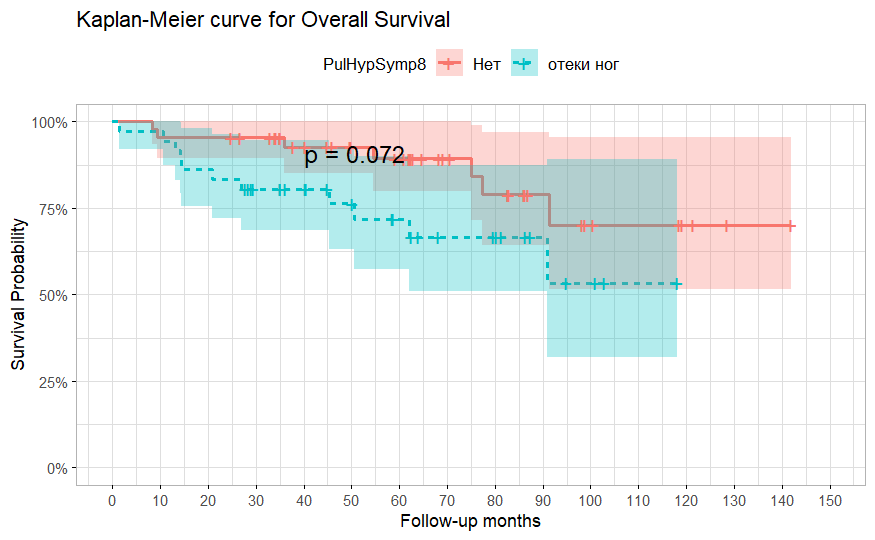 Kaplan-Meier curve for Overall Survival
PulHypSymp8 Нет отеки ног
100%
p = 0.072
75%
50%
25%
0%
Survival Probability
0 10 20 30 40 50 60 70 80 90 100 110 120 130 140 150
Follow-up months